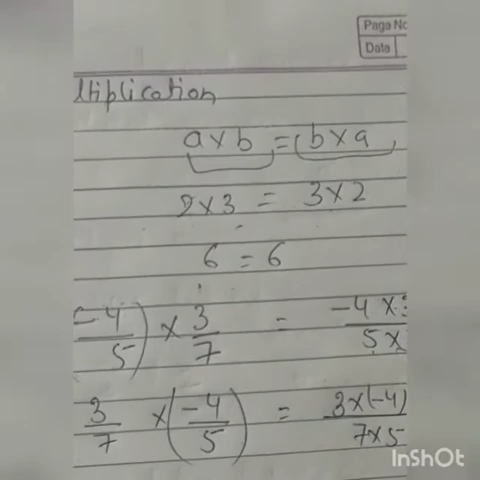 Page No
Data
ltiplication
a×b = b×a
2×3 = 3×2
6 = 6
-4/5) × 3/7 = -4×3/5×
3/7 ×(-4/5) = 3×(-4)/7×5
InShOt